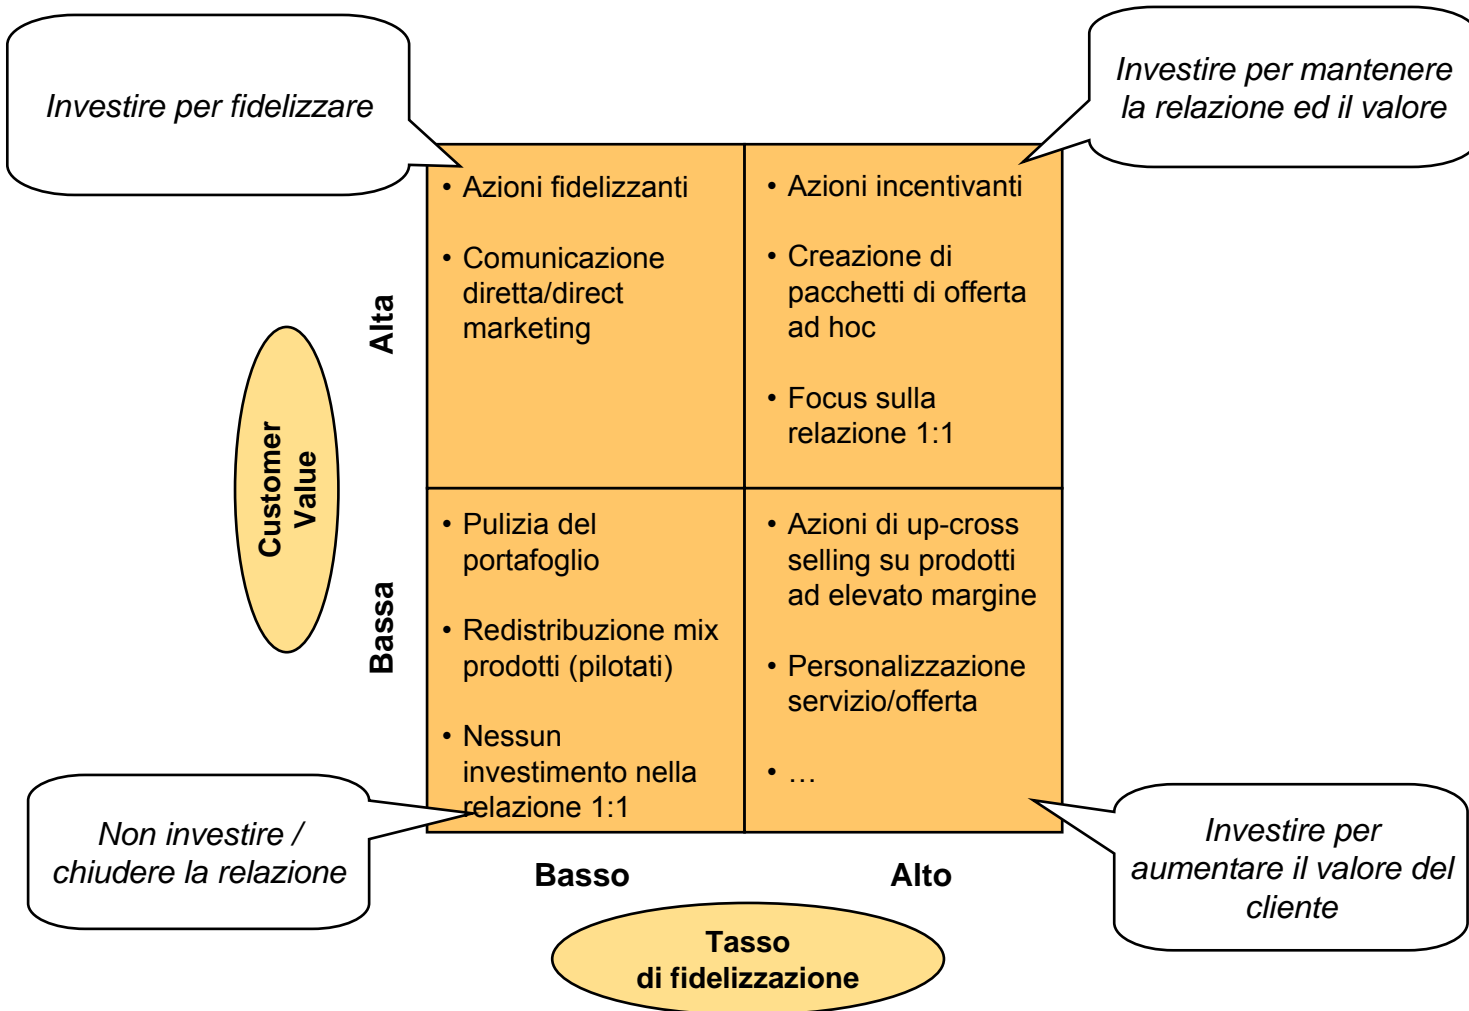 Investire per fidelizzare
Investire per mantenere
la relazione ed il valore
• Azioni fidelizzanti
• Comunicazione
diretta/direct
marketing
• Azioni incentivanti
• Creazione di
pacchetti di offerta
ad hoc
• Focus sulla
relazione 1:1
Alta
Customer
Value
Bassa
• Pulizia del
portafoglio
• Redistribuzione mix
prodotti (pilotati)
• Nessun
investimento nella
relazione 1:1
• Azioni di up-cross
selling su prodotti
ad elevato margine
• Personalizzazione
servizio/offerta
• …
Non investire /
chiudere la relazione
Investire per
aumentare il valore del
cliente
Basso
Alto
Tasso
di fidelizzazione